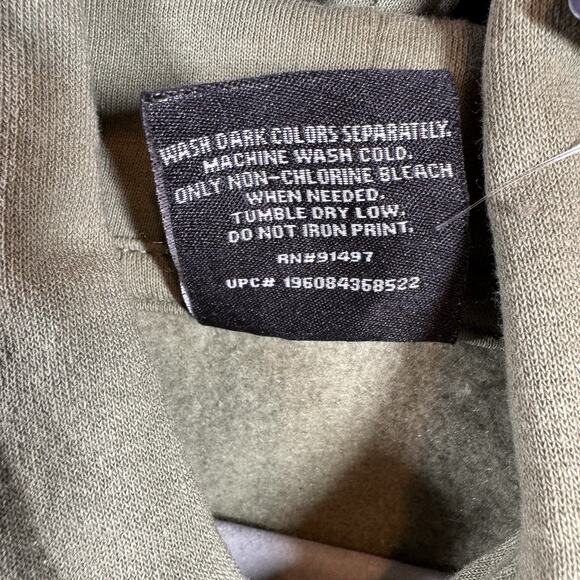 WASH DARK COLORS SEPARATELY.
MACHINE WASH COLD.
ONLY NON-CHLORINE BLEACH
WHEN NEEDED.
TUMBLE DRY LOW.
DO NOT IRON PRINT.
RN#91497
UPC# 196084368522